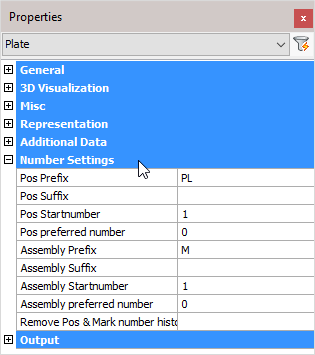 Properties
Plate
General
3D Visualization
Misc
Representation
Additional Data
Number Settings
Pos Prefix PL
Pos Suffix
Pos Startnumber 1
Pos preferred number 0
Assembly Prefix M
Assembly Suffix
Assembly Startnumber 1
Assembly preferred number 0
Remove Pos & Mark number histo
Output